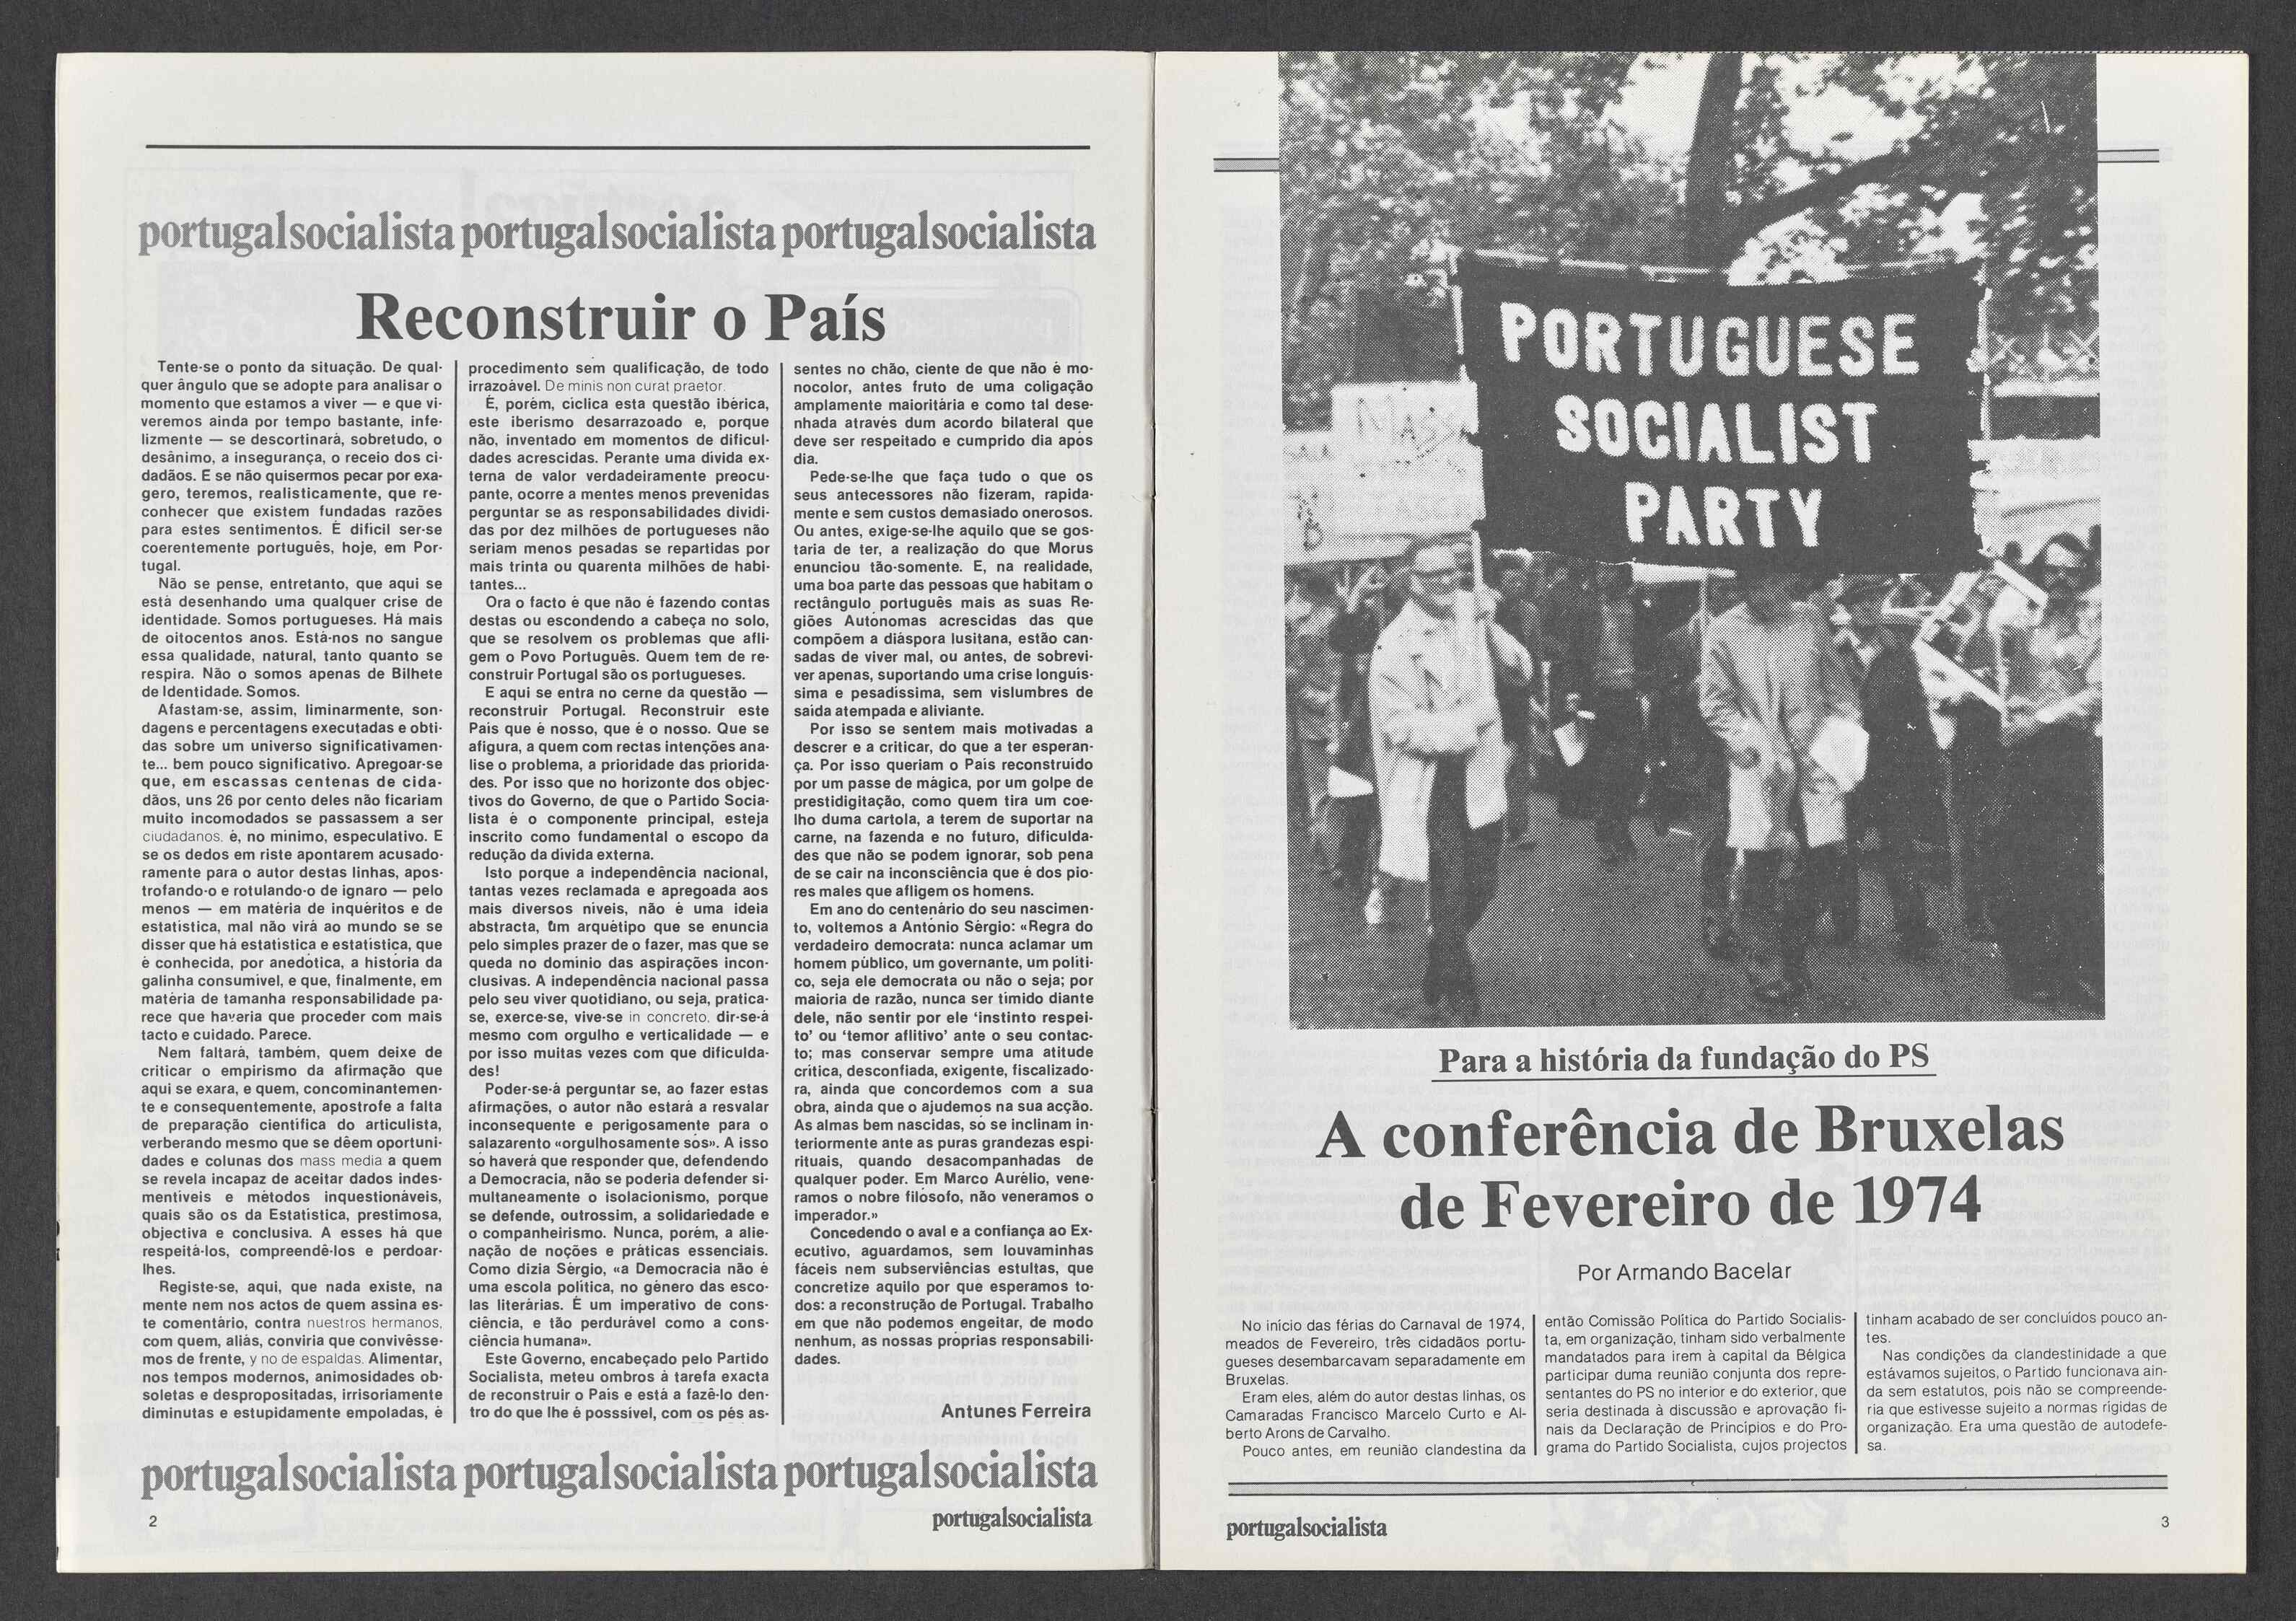 portugalsocialista portugalsocialista portugalsocialista
Reconstruir o País
Tente-se o ponto da situação. De qual-
quer ângulo que se adopte para analisar o
momento que estamos a viver — e que vi-
veremos ainda por tempo bastante, infe-
lizmente — se descortinará, sobretudo, o
desânimo, a insegurança, o receio dos ci-
dadãos. E se não quisermos pecar por exa-
gero, teremos, realisticamente, que re-
conhecer que existem fundadas razões
para estes sentimentos. É difícil ser-se
coerentemente português, hoje, em Por-
tugal.
Não se pense, entretanto, que aqui se
está desenhando uma qualquer crise de
identidade. Somos portugueses. Há mais
de oitocentos anos. Está-nos no sangue
essa qualidade, natural, tanto quanto se
respira. Não o somos apenas de Bilhete
de Identidade. Somos.
Afastam-se, assim, liminarmente, son-
dagens e percentagens executadas e obti-
das sobre um universo significativamen-
te... bem pouco significativo. Apregoar-se
que, em escassas centenas de cida-
dãos, uns 26 por cento deles não ficariam
muito incomodados se passassem a ser
ciudadanos, é, no mínimo, especulativo. E
se os dedos em riste apontarem acusado-
ramente para o autor destas linhas, apos-
trofando-o e rotulando-o de ignaro — pelo
menos — em matéria de inquéritos e de
estatística, mal não virá ao mundo se se
disser que há estatística e estatística, que
é conhecida, por anedótica, a história da
galinha consumível, e que, finalmente, em
matéria de tamanha responsabilidade pa-
rece que haveria que proceder com mais
tacto e cuidado. Parece.
Nem faltará, também, quem deixe de
criticar o empirismo da afirmação que
aqui se exara, e quem, concominantemen-
te e consequentemente, apostrofe a falta
de preparação científica do articulista,
verberando mesmo que se dêem oportuni-
dades e colunas dos mass media a quem
se revela incapaz de aceitar dados indes-
mentíveis e métodos inquestionáveis,
quais são os da Estatística, prestimosa,
objectiva e conclusiva. A esses há que
respeitá-los, compreendê-los e perdoar-
lhes.
Registe-se, aqui, que nada existe, na
mente nem nos actos de quem assina es-
te comentário, contra nuestros hermanos,
com quem, aliás, conviria que convivêsse-
mos de frente, y no de espaldas. Alimentar,
nos tempos modernos, animosidades ob-
soletas e despropositadas, irrisoriamente
diminutas e estupidamente empoladas, é
procedimento sem qualificação, de todo
irrazoável. De minis non curat praetor.
É, porém, cíclica esta questão ibérica,
este iberismo desarrazoado e, porque
não, inventado em momentos de dificul-
dades acrescidas. Perante uma dívida ex-
terna de valor verdadeiramente preocu-
pante, ocorre a mentes menos prevenidas
perguntar se as responsabilidades dividi-
das por dez milhões de portugueses não
seriam menos pesadas se repartidas por
mais trinta ou quarenta milhões de habi-
tantes...
Ora o facto é que não é fazendo contas
destas ou escondendo a cabeça no solo,
que se resolvem os problemas que afli-
gem o Povo Português. Quem tem de re-
construir Portugal são os portugueses.
E aqui se entra no cerne da questão —
reconstruir Portugal. Reconstruir este
País que é nosso, que é o nosso. Que se
afigura, a quem com rectas intenções ana-
lise o problema, a prioridade das priorida-
des. Por isso que no horizonte dos objec-
tivos do Governo, de que o Partido Socia-
lista é o componente principal, esteja
inscrito como fundamental o escopo da
redução da dívida externa.
Isto porque a independência nacional,
tantas vezes reclamada e apregoada aos
mais diversos níveis, não é uma ideia
abstracta, um arquétipo que se enuncia
pelo simples prazer de o fazer, mas que se
queda no domínio das aspirações incon-
clusivas. A independência nacional passa
pelo seu viver quotidiano, ou seja, pratica-
se, exerce-se, vive-se in concreto, dir-se-á
mesmo com orgulho e verticalidade — e
por isso muitas vezes com que dificulda-
des!
Poder-se-á perguntar se, ao fazer estas
afirmações, o autor não estará a resvalar
inconsequente e perigosamente para o
salazarento «orgulhosamente sós». A isso
só haverá que responder que, defendendo
a Democracia, não se poderia defender si-
multaneamente o isolacionismo, porque
se defende, outrossim, a solidariedade e
o companheirismo. Nunca, porém, a alie-
nação de noções e práticas essenciais.
Como dizia Sérgio, «a Democracia não é
uma escola política, no género das esco-
las literárias. É um imperativo de cons-
ciência, e tão perdurável como a cons-
ciência humana».
Este Governo, encabeçado pelo Partido
Socialista, meteu ombros à tarefa exacta
de reconstruir o País e está a fazê-lo den-
tro do que lhe é posssível, com os pés as-
sentes no chão, ciente de que não é mo-
nocolor, antes fruto de uma coligação
amplamente maioritária e como tal dese-
nhada através dum acordo bilateral que
deve ser respeitado e cumprido dia após
dia.
Pede-se-lhe que faça tudo o que os
seus antecessores não fizeram, rapida-
mente e sem custos demasiado onerosos.
Ou antes, exige-se-lhe aquilo que se gos-
taria de ter, a realização do que Morus
enunciou tão-somente. E, na realidade,
uma boa parte das pessoas que habitam o
rectângulo português mais as suas Re-
giões Autónomas acrescidas das que
compõem a diáspora lusitana, estão can-
sadas de viver mal, ou antes, de sobrevi-
ver apenas, suportando uma crise longuís-
sima e pesadíssima, sem vislumbres de
saída atempada e aliviante.
Por isso se sentem mais motivadas a
descrer e a criticar, do que a ter esperan-
ça. Por isso queriam o País reconstruído
por um passe de mágica, por um golpe de
prestidigitação, como quem tira um coe-
lho duma cartola, a terem de suportar na
carne, na fazenda e no futuro, dificulda-
des que não se podem ignorar, sob pena
de se cair na inconsciência que é dos pio-
res males que afligem os homens.
Em ano do centenário do seu nascimen-
to, voltemos a António Sérgio: «Regra do
verdadeiro democrata: nunca aclamar um
homem público, um governante, um políti-
co, seja ele democrata ou não o seja; por
maioria de razão, nunca ser tímido diante
dele, não sentir por ele ‘instinto respei-
to’ ou ‘temor aflitivo’ ante o seu contac-
to; mas conservar sempre uma atitude
crítica, desconfiada, exigente, fiscalizado-
ra, ainda que concordemos com a sua
obra, ainda que o ajudemos na sua acção.
As almas bem nascidas, só se inclinam in-
teriormente ante as puras grandezas espi-
rituais, quando desacompanhadas de
qualquer poder. Em Marco Aurélio, vene-
ramos o nobre filósofo, não veneramos o
imperador.»
Concedendo o aval e a confiança ao Ex-
ecutivo, aguardamos, sem louvaminhas
fáceis nem subserviências estultas, que
concretize aquilo por que esperamos to-
dos: a reconstrução de Portugal. Trabalho
em que não podemos engeitar, de modo
nenhum, as nossas próprias responsabili-
dades.
Antunes Ferreira
portugalsocialista portugalsocialista portugalsocialista
2
portugalsocialista
PORTUGUESE
SOCIALIST
PARTY
Para a história da fundação do PS
A conferência de Bruxelas
de Fevereiro de 1974
Por Armando Bacelar
No início das férias do Carnaval de 1974,
meados de Fevereiro, três cidadãos portu-
gueses desembarcavam separadamente em
Bruxelas.
Eram eles, além do autor destas linhas, os
Camaradas Francisco Marcelo Curto e Al-
berto Arons de Carvalho.
Pouco antes, em reunião clandestina da
então Comissão Política do Partido Socialis-
ta, em organização, tinham sido verbalmente
mandatados para irem à capital da Bélgica
participar duma reunião conjunta dos repre-
sentantes do PS no interior e do exterior, que
seria destinada à discussão e aprovação fi-
nais da Declaração de Princípios e do Pro-
grama do Partido Socialista, cujos projectos
tinham acabado de ser concluídos pouco an-
tes.
Nas condições da clandestinidade a que
estávamos sujeitos, o Partido funcionava ain-
da sem estatutos, pois não se compreende-
ria que estivesse sujeito a normas rígidas de
organização. Era uma questão de autodefe-
sa.
portugalsocialista
3